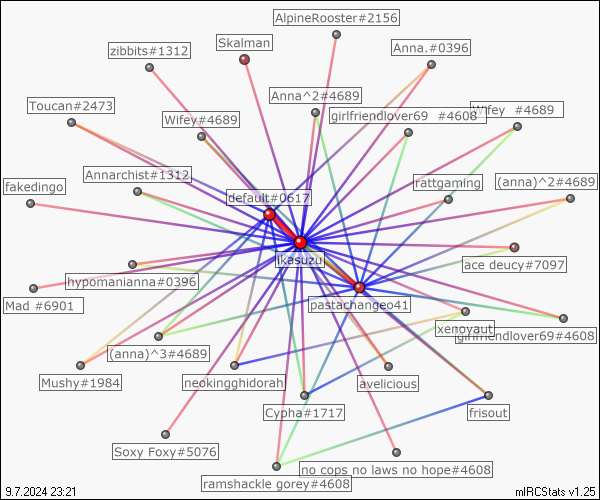 AlpineRooster#2156
Skalman
zibbits#1312
Anna.#0396
Anna^2#4689
Toucan#2473
Wifey#4689
girlfriendlover69 #4608
Wifey #4689
Annarchist#1312
rattgaming
(anna)^2#4689
fakedingo
default#0617
ikasuzu
ace deucy#7097
hypomanianna#0396
Mad #6901
pastachangeo41
xenoyaut
girlfriendlover69#4608
(anna)^3#4689
Mushy#1984
neokingghidorah
avelicious
Cypha#1717
frisout
Soxy Foxy#5076
no cops no laws no hope#4608
ramshackle gorey#4608
9.7.2024 23:21
mIRCStats v1.25